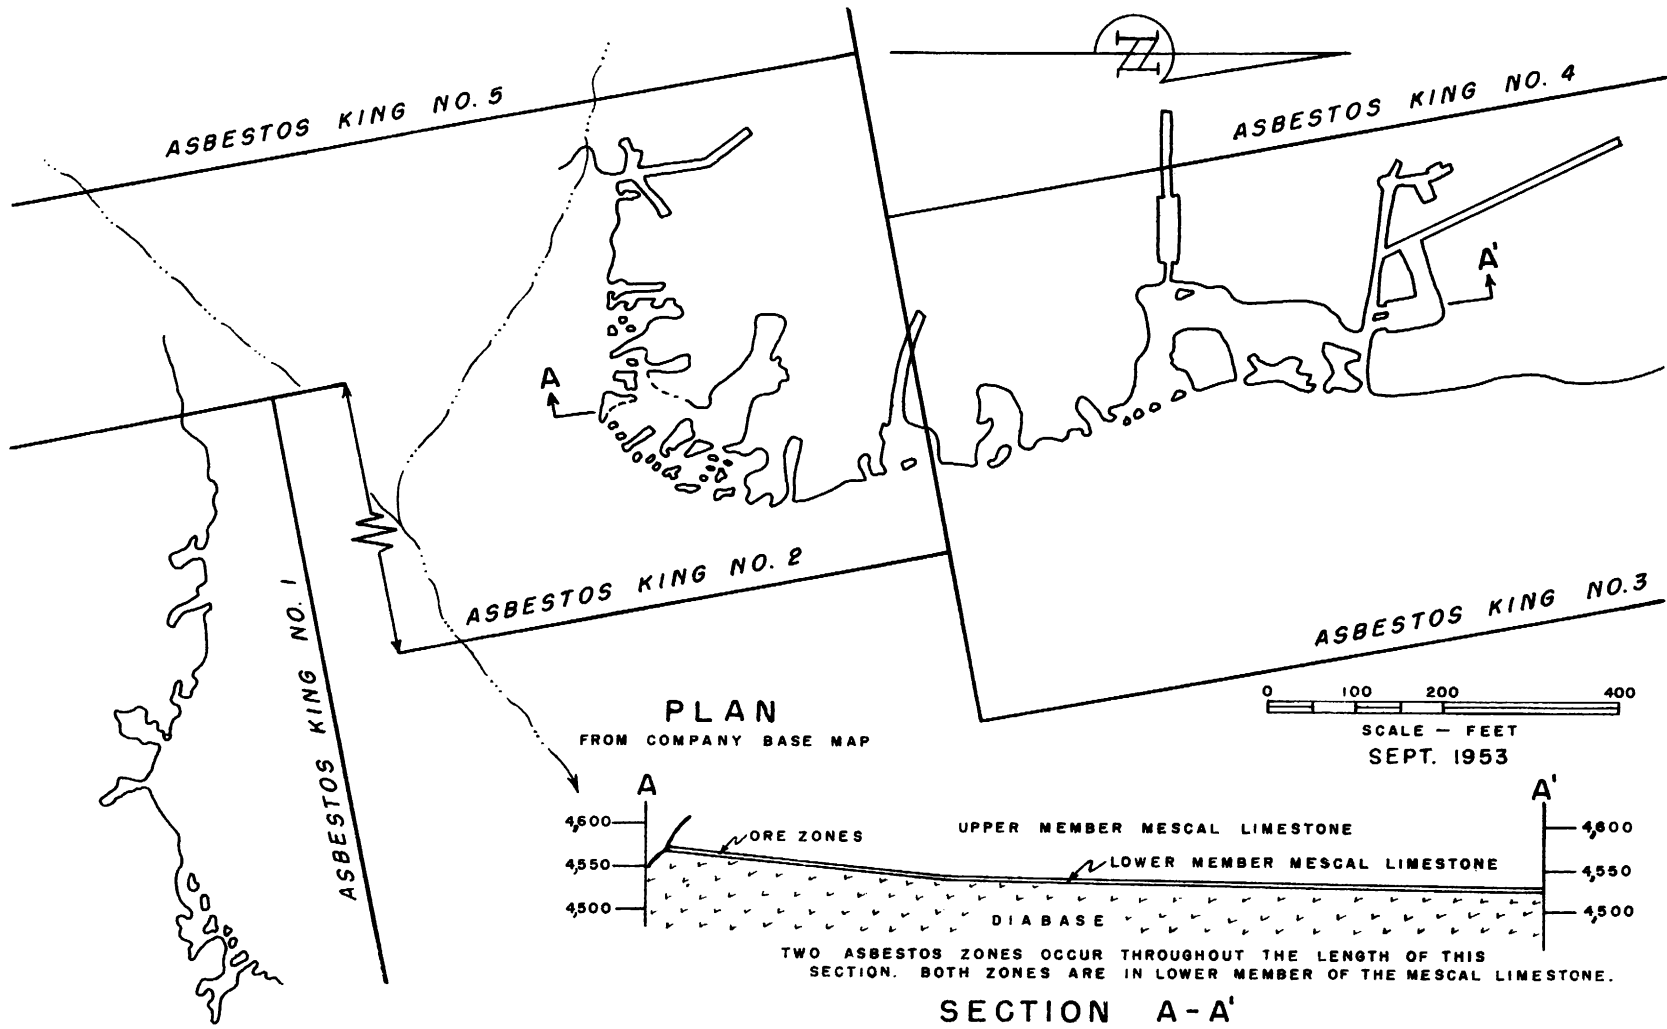 ASBESTOS KING NO. 5
N
ASBESTOS KING NO. 4
A'
A
ASBESTOS KING NO. 2
ASBESTOS KING NO. 1
ASBESTOS KING NO. 3
0 100 200 400
SCALE — FEET
SEPT. 1953
PLAN
FROM COMPANY BASE MAP
A
A'
4,600
4,550
4,500
ORE ZONES
UPPER MEMBER MESCAL LIMESTONE
LOWER MEMBER MESCAL LIMESTONE
DIABASE
4,600
4,550
4,500
TWO ASBESTOS ZONES OCCUR THROUGHOUT THE LENGTH OF THIS
SECTION. BOTH ZONES ARE IN LOWER MEMBER OF THE MESCAL LIMESTONE.
SECTION A-A'